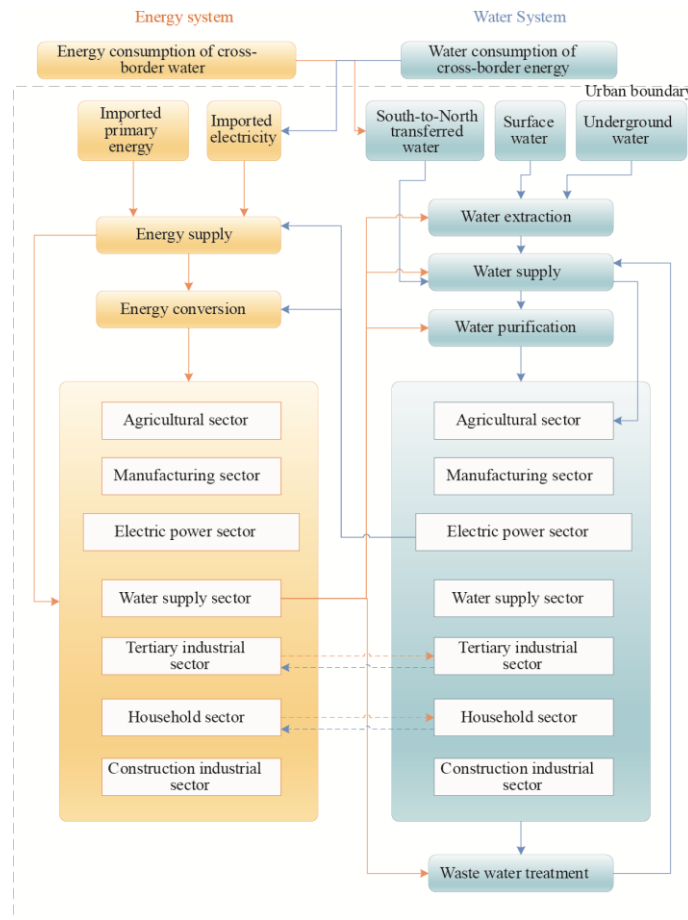 Energy system
Water System
Energy consumption of cross-
border water
Water consumption of
cross-border energy
Urban boundary
Imported
primary
energy
Imported
electricity
South-to-North
transferred
water
Surface
water
Underground
water
Energy supply
Water extraction
Water supply
Energy conversion
Water purification
Agricultural sector
Manufacturing sector
Electric power sector
Water supply sector
Tertiary industrial
sector
Household sector
Construction industrial
sector
Agricultural sector
Manufacturing sector
Electric power sector
Water supply sector
Tertiary industrial
sector
Household sector
Construction industrial
sector
Waste water treatment